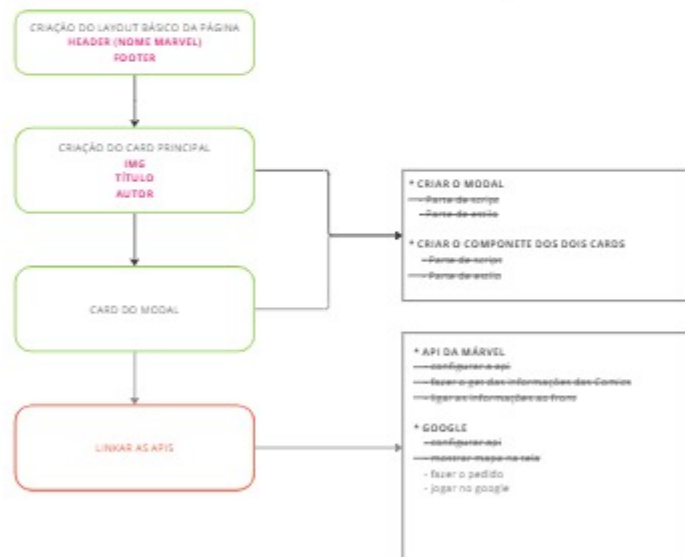 CRIAÇÃO DO LAYOUT BÁSICO DA PÁGINA
HEADER (NOME MARVEL)
FOOTER
CRIAÇÃO DO CARD PRINCIPAL
IMG
TÍTULO
AUTOR
CARD DO MODAL
LINKAR AS APIS
* CRIAR O MODAL
- Parte de script
- Parte de estilo
* CRIAR O COMPONETE DOS DOIS CARDS
- Parte de script
- Parte de estilo
* API DA MÁRVEL
- configurar a api
- fazer o get das informações das Comics
- ligar as informações ao front
* GOOGLE
- configurar api
- mostrar mapa na tela
- fazer o pedido
- jogar no google